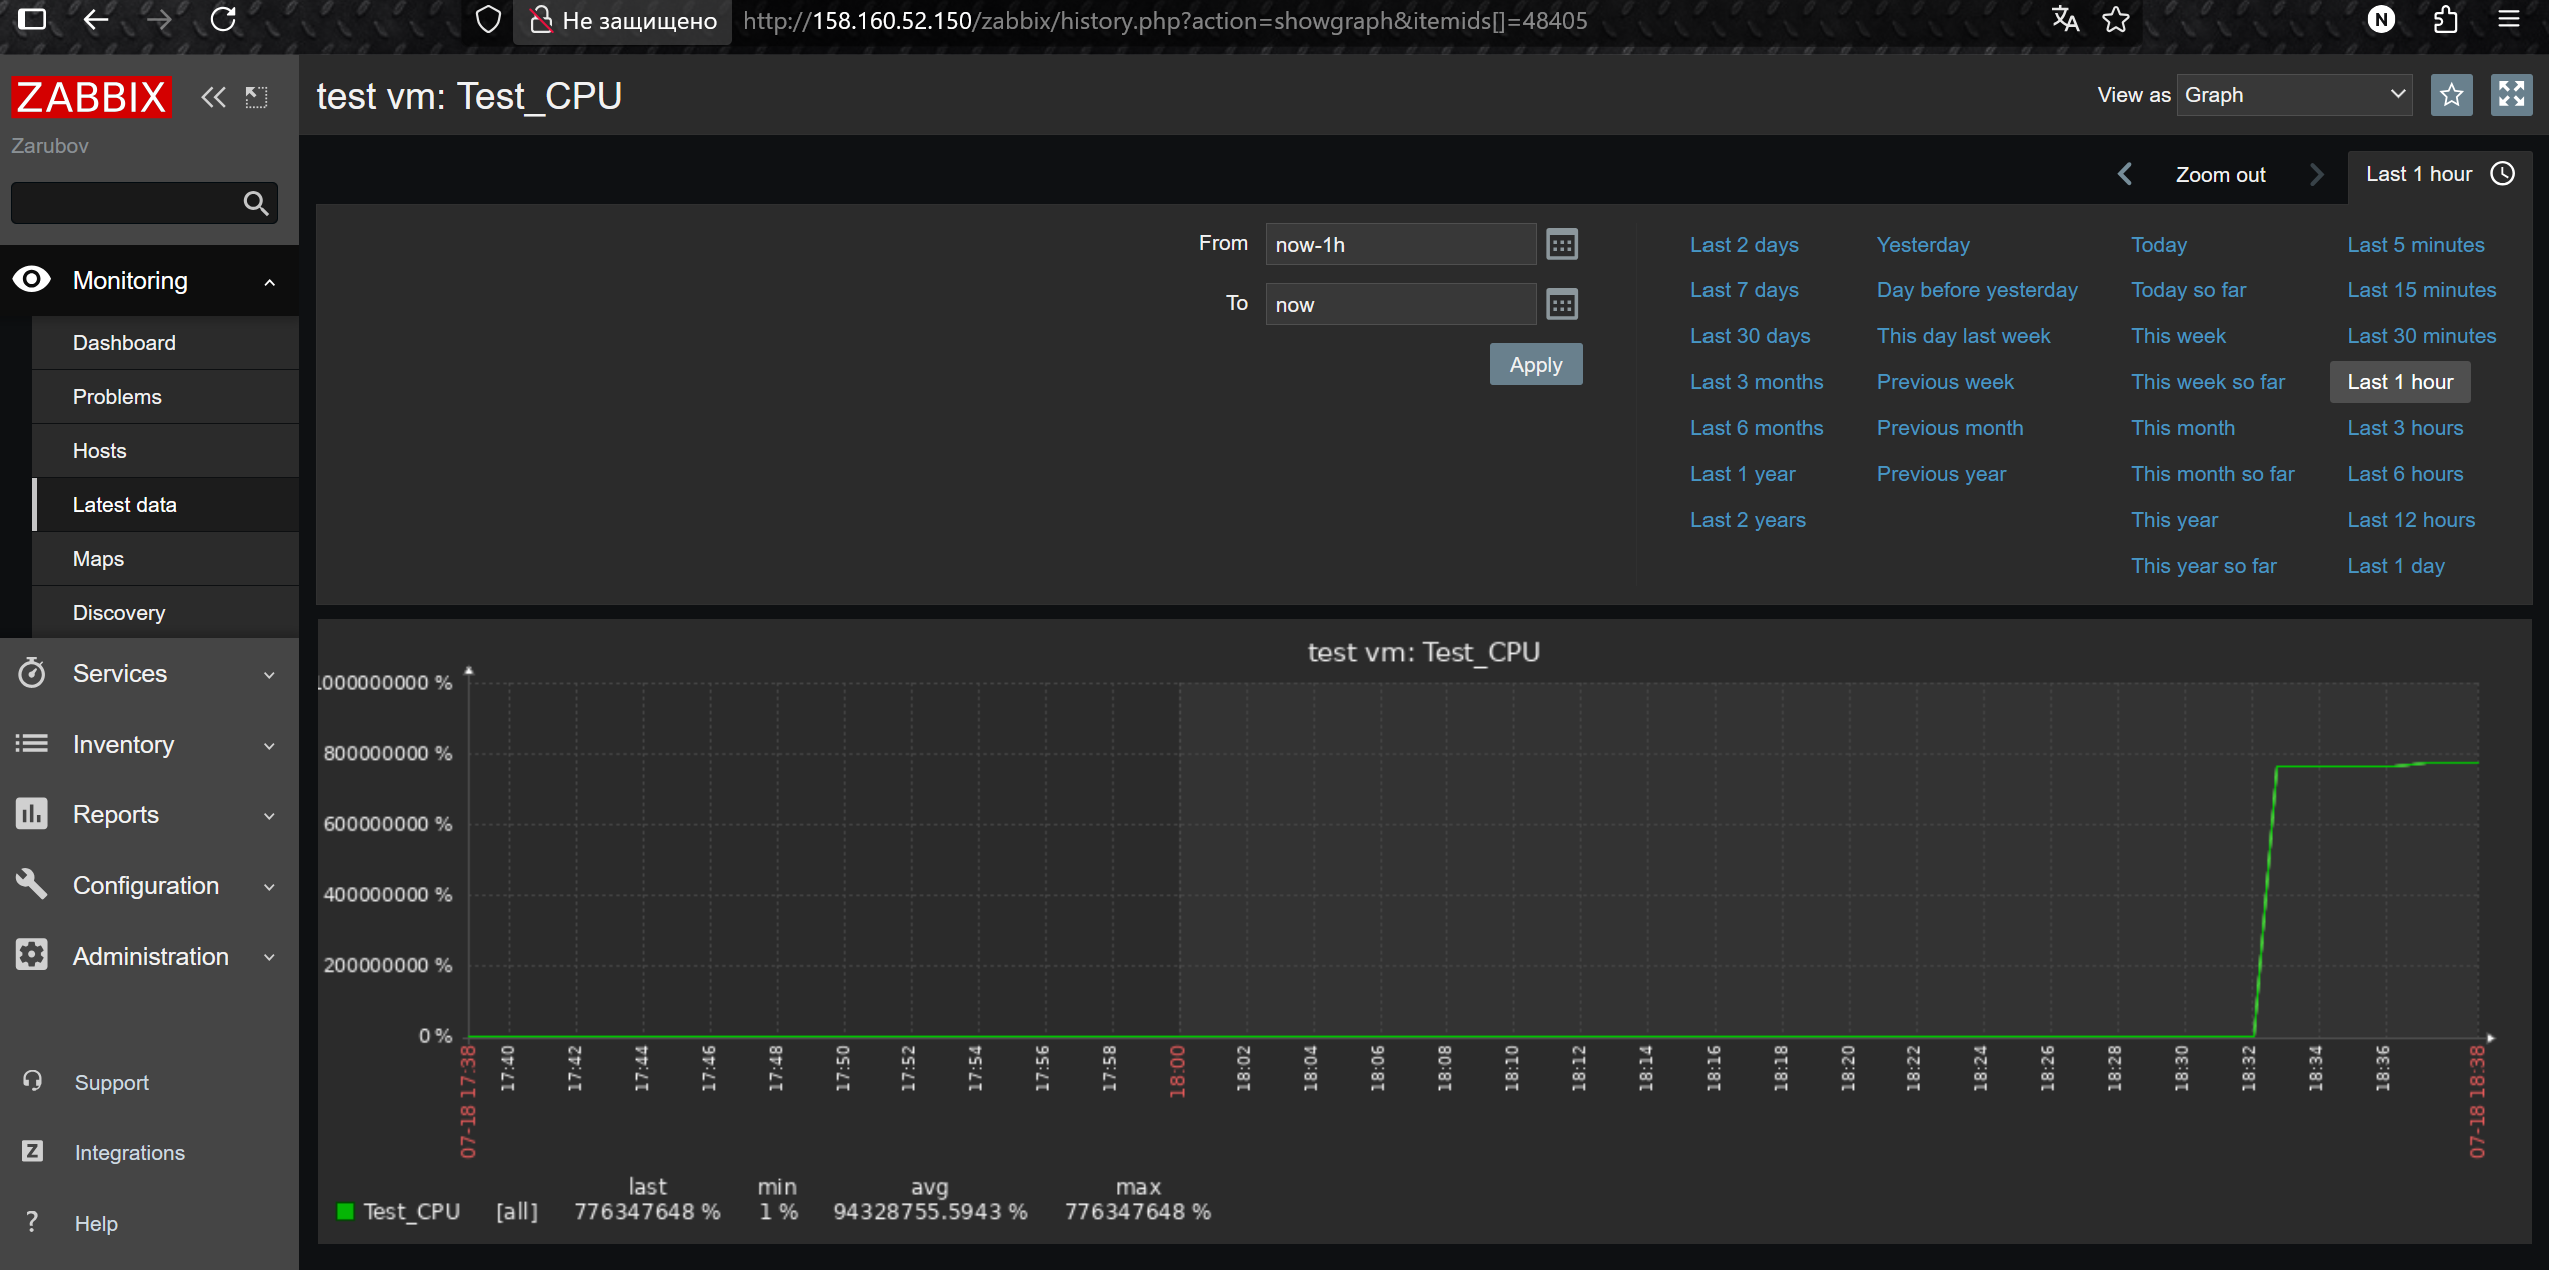 Не защищено
http://158.160.52.150/zabbix/history.php?action=showgraph&itemids[]=48405
N
ZABBIX
Zarubov
Monitoring
Dashboard
Problems
Hosts
Latest data
Maps
Discovery
Services
Inventory
Reports
Configuration
Administration
Support
Z Integrations
? Help
test vm: Test_CPU
View as Graph
Zoom out
Last 1 hour
From now-1h
To now
Apply
Last 2 days Yesterday Today Last 5 minutes
Last 7 days Day before yesterday Today so far Last 15 minutes
Last 30 days This day last week This week Last 30 minutes
Last 3 months Previous week This week so far Last 1 hour
Last 6 months Previous month This month Last 3 hours
Last 1 year Previous year This month so far Last 6 hours
Last 2 years This year Last 12 hours
This year so far Last 1 day
test vm: Test_CPU
1000000000 %
800000000 %
600000000 %
400000000 %
200000000 %
0 %
07-18 17:38 17:40 17:42 17:44 17:46 17:48 17:50 17:52 17:54 17:56 17:58 18:00 18:02 18:04 18:06 18:08 18:10 18:12 18:14 18:16 18:18 18:20 18:22 18:24 18:26 18:28 18:30 18:32 18:34 18:36 07-18 18:38
last min avg max
Test_CPU [all] 776347648 % 1 % 94328755.5943 % 776347648 %